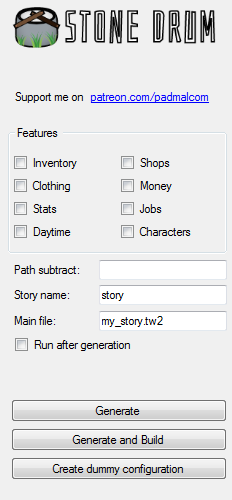 STONE DRUM
Support me on patreon.com/padmalcom
Features
Inventory Shops
Clothing Money
Stats Jobs
Daytime Characters
Path subtract:
Story name: story
Main file: my_story.tw2
Run after generation
Generate
Generate and Build
Create dummy configuration